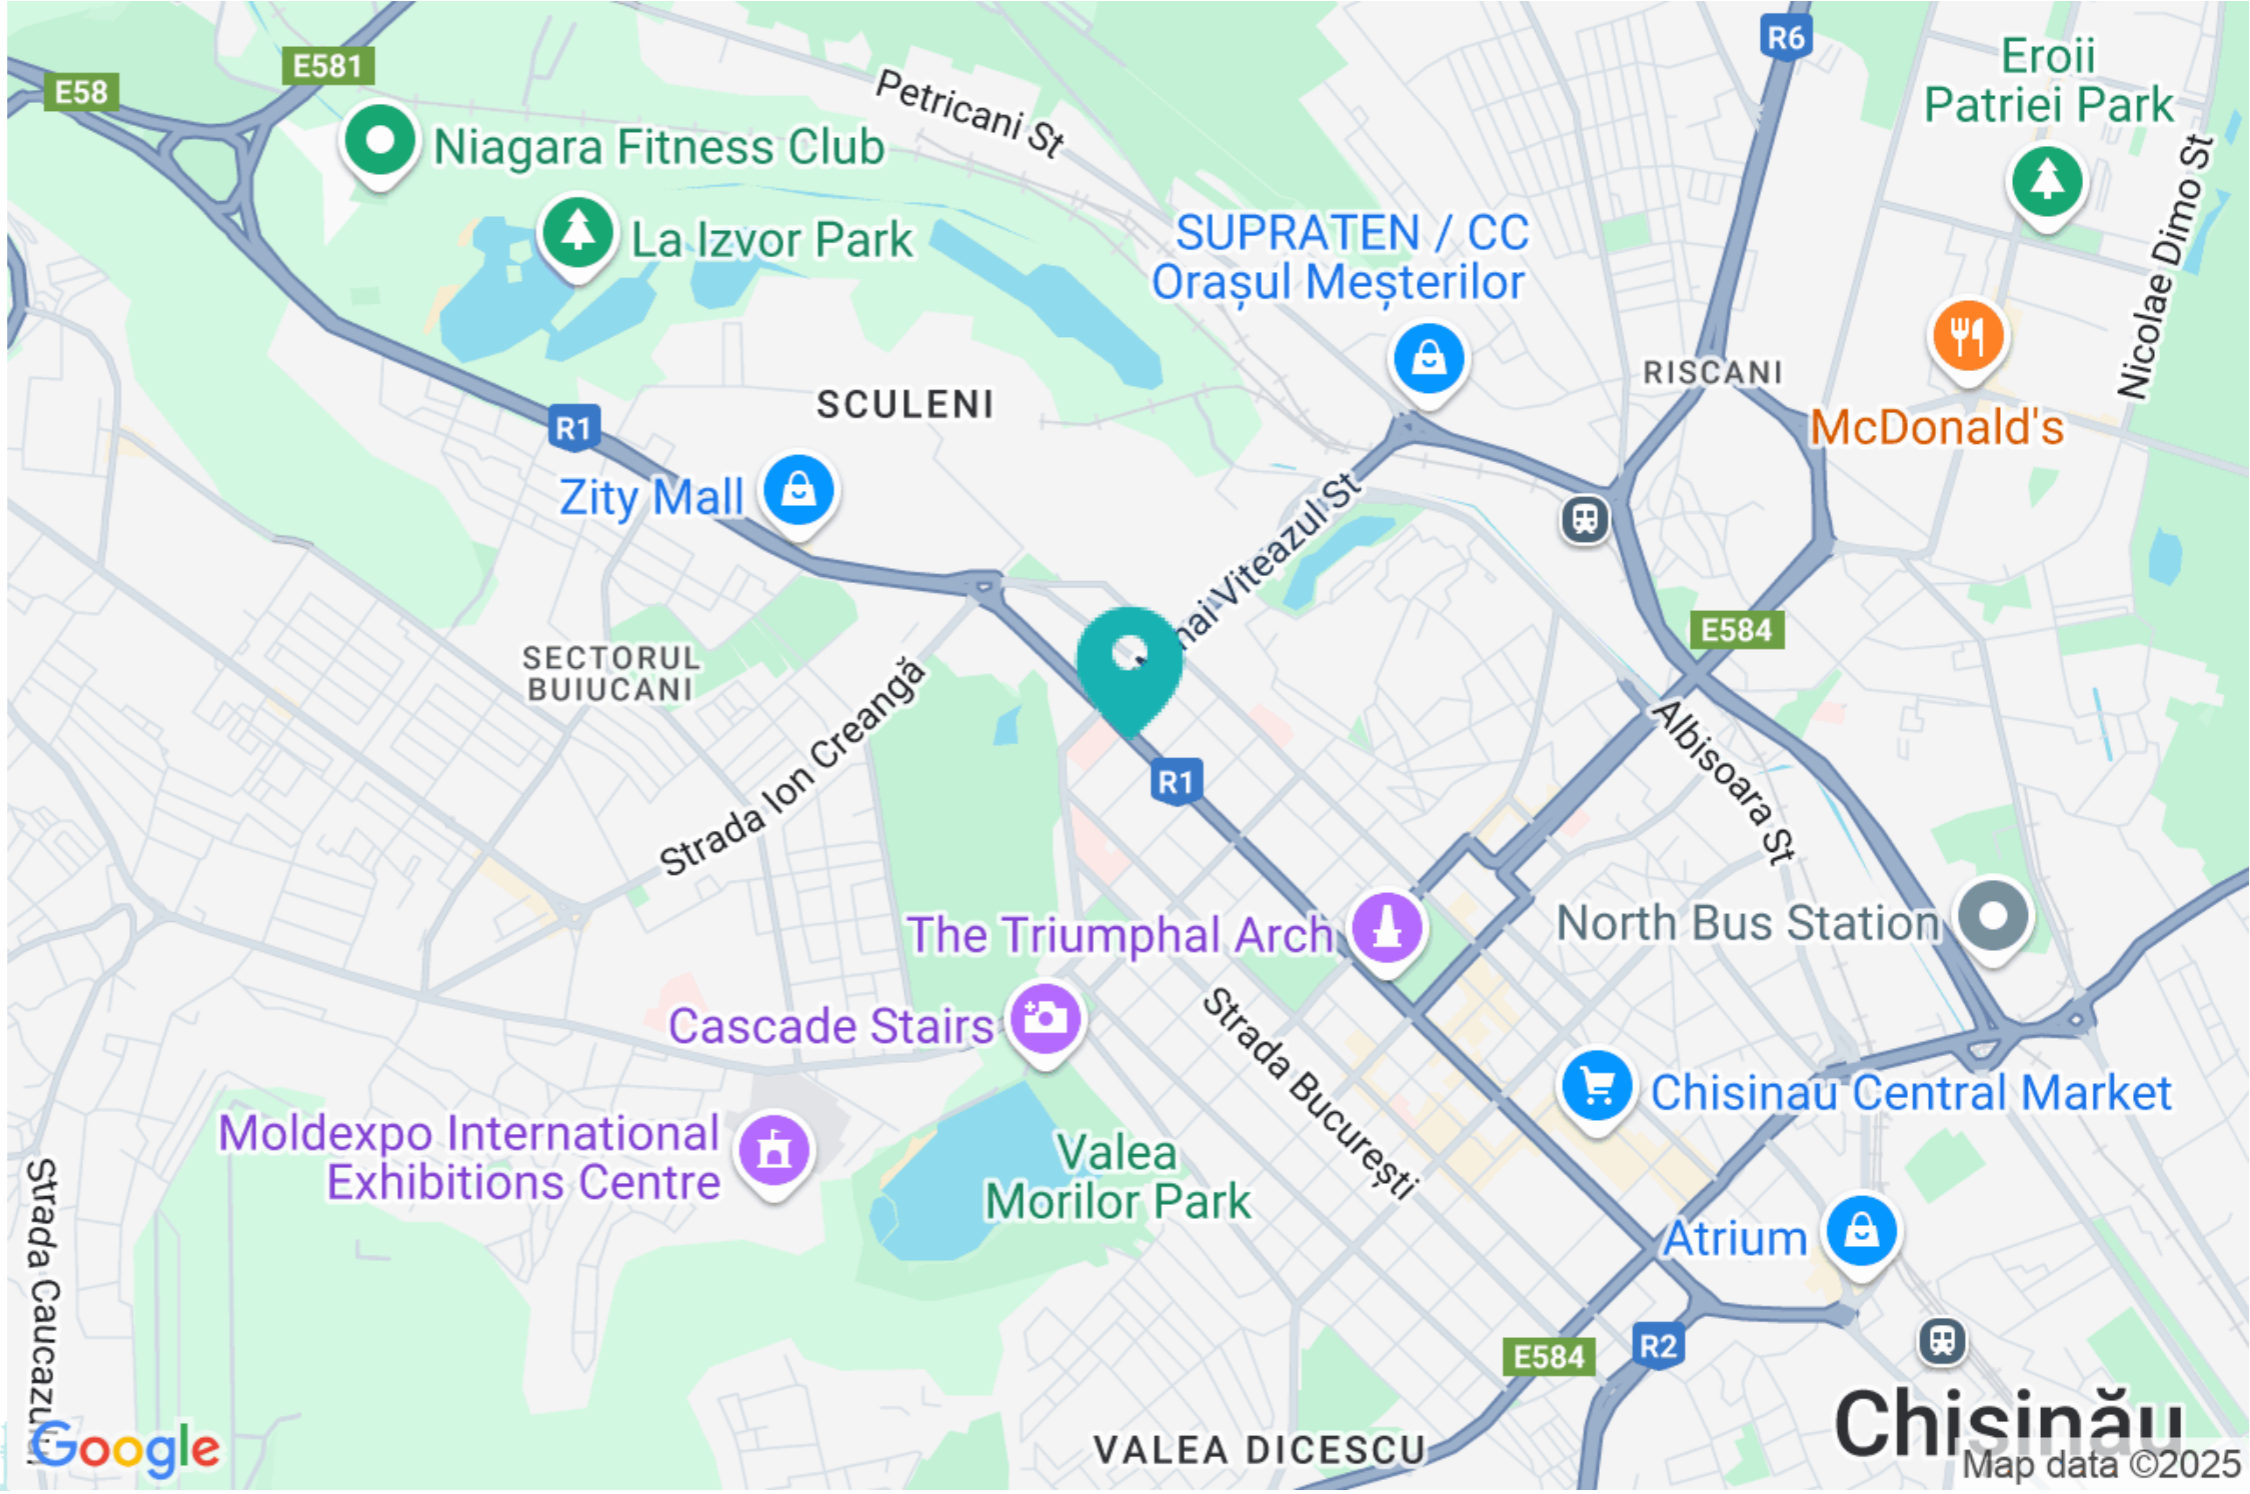 R6
Eroii
Patriei Park
E581
E58
Petricani St
Niagara Fitness Club
La Izvor Park
Nicolae Dimo St
SUPRATEN / CC
Orașul Meșterilor
RISCANI
SCULENI
McDonald's
R1
Zity Mall
Viteazul St
E584
SECTORUL
BUIUCANI
Strada Ion Creangă
Albisoara St
R1
The Triumphal Arch
North Bus Station
Cascade Stairs
Strada București
Chisinau Central Market
Moldexpo International
Exhibitions Centre
Valea
Morilor Park
Strada Caucazului
Atrium
E584
R2
Chișinău
VALEA DICESCU
Google
Map data ©2025